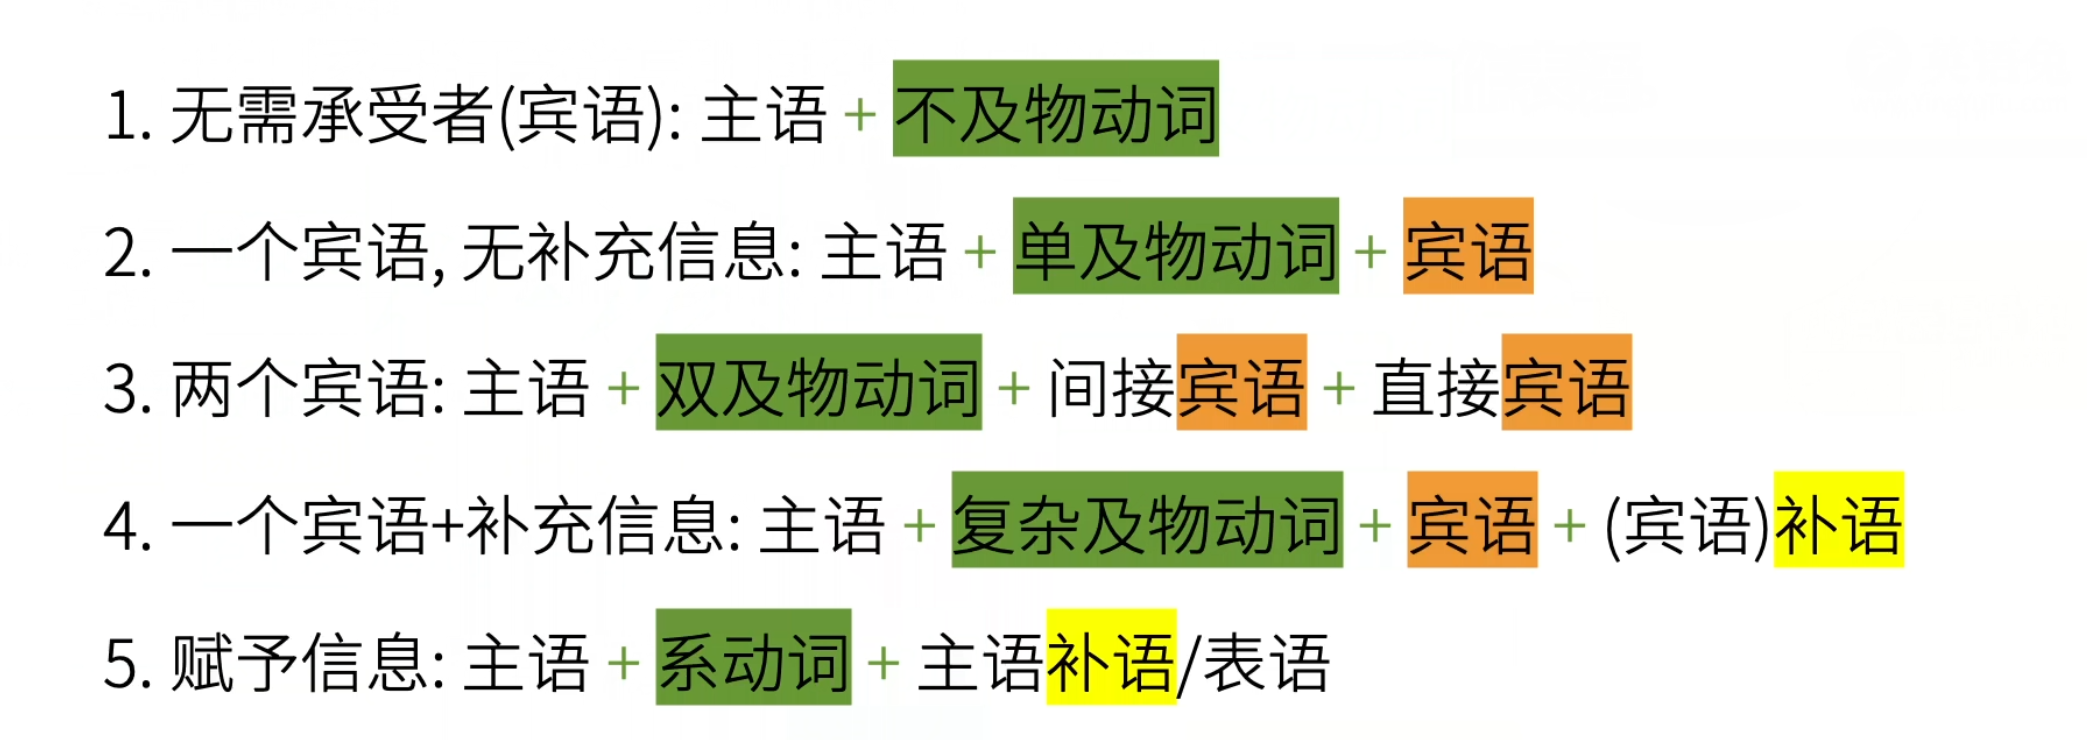 1. 无需承受者(宾语): 主语 + 不及物动词
2. 一个宾语, 无补充信息: 主语 + 单及物动词 + 宾语
3. 两个宾语: 主语 + 双及物动词 + 间接宾语 + 直接宾语
4. 一个宾语+补充信息: 主语 + 复杂及物动词 + 宾语 + (宾语)补语
5. 赋予信息: 主语 + 系动词 + 主语补语/表语